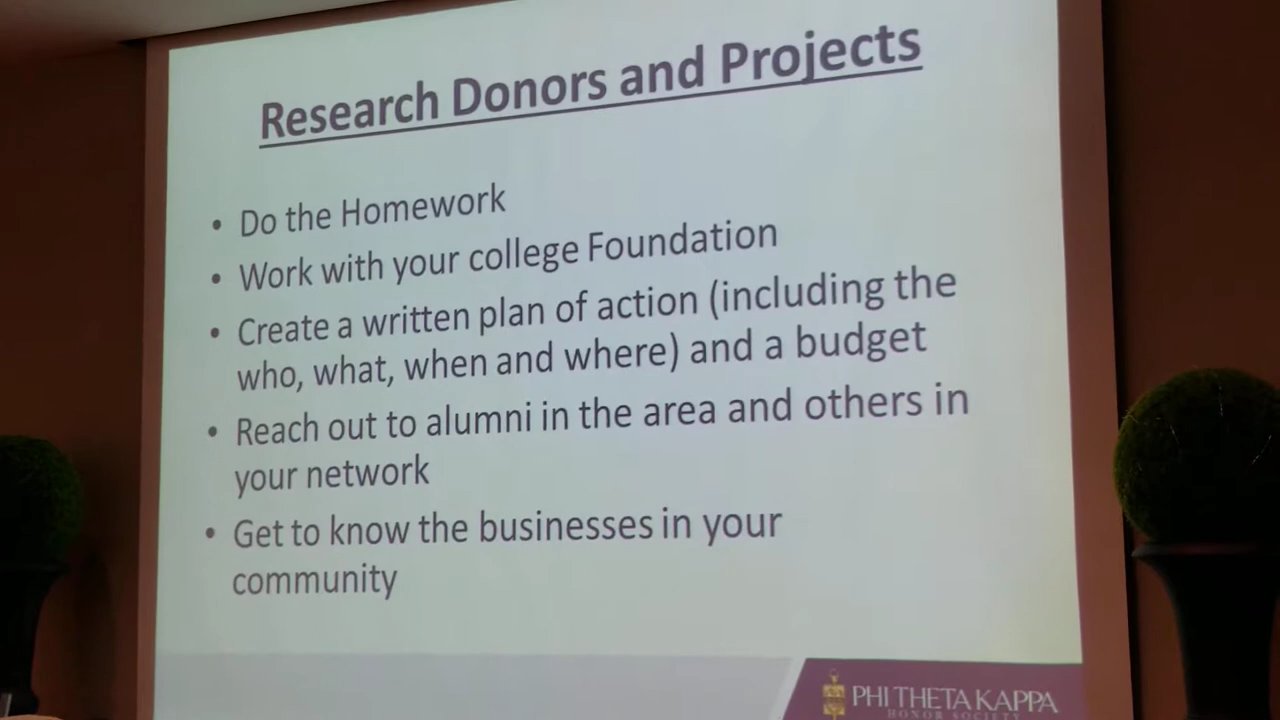 Research Donors and Projects
• Do the Homework
• Work with your college Foundation
• Create a written plan of action (including the
who, what, when and where) and a budget
• Reach out to alumni in the area and others in
your network
• Get to know the businesses in your
community
PHI THETA KAPPA
HONOR SOCIETY